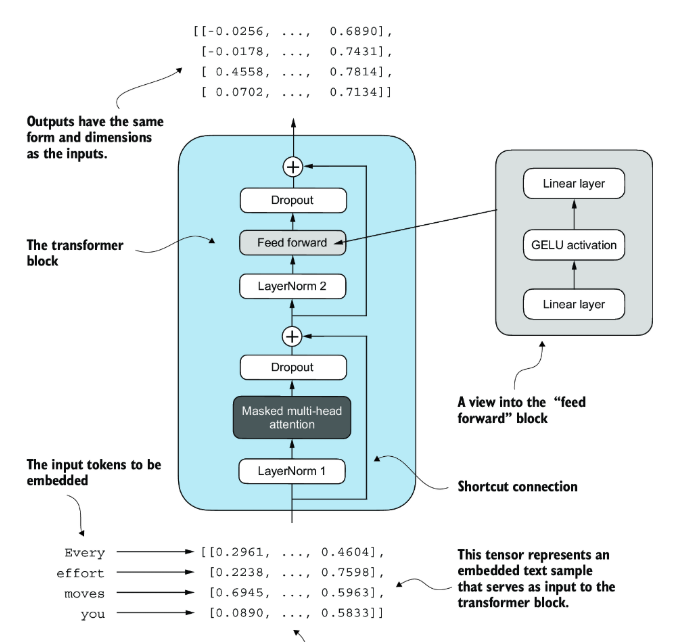 [[-0.0256, ..., 0.6890],
[-0.0178, ..., 0.7431],
[ 0.4558, ..., 0.7814],
[ 0.0702, ..., 0.7134]]
Outputs have the same
form and dimensions
as the inputs.
Dropout
Feed forward
LayerNorm 2
The transformer
block
Linear layer
GELU activation
Linear layer
A view into the “feed
forward” block
Dropout
Masked multi-head
attention
LayerNorm 1
Shortcut connection
The input tokens to be
embedded
Every [[0.2961, ..., 0.4604],
effort [0.2238, ..., 0.7598],
moves [0.6945, ..., 0.5963],
you [0.0890, ..., 0.5833]]
This tensor represents an
embedded text sample
that serves as input to the
transformer block.